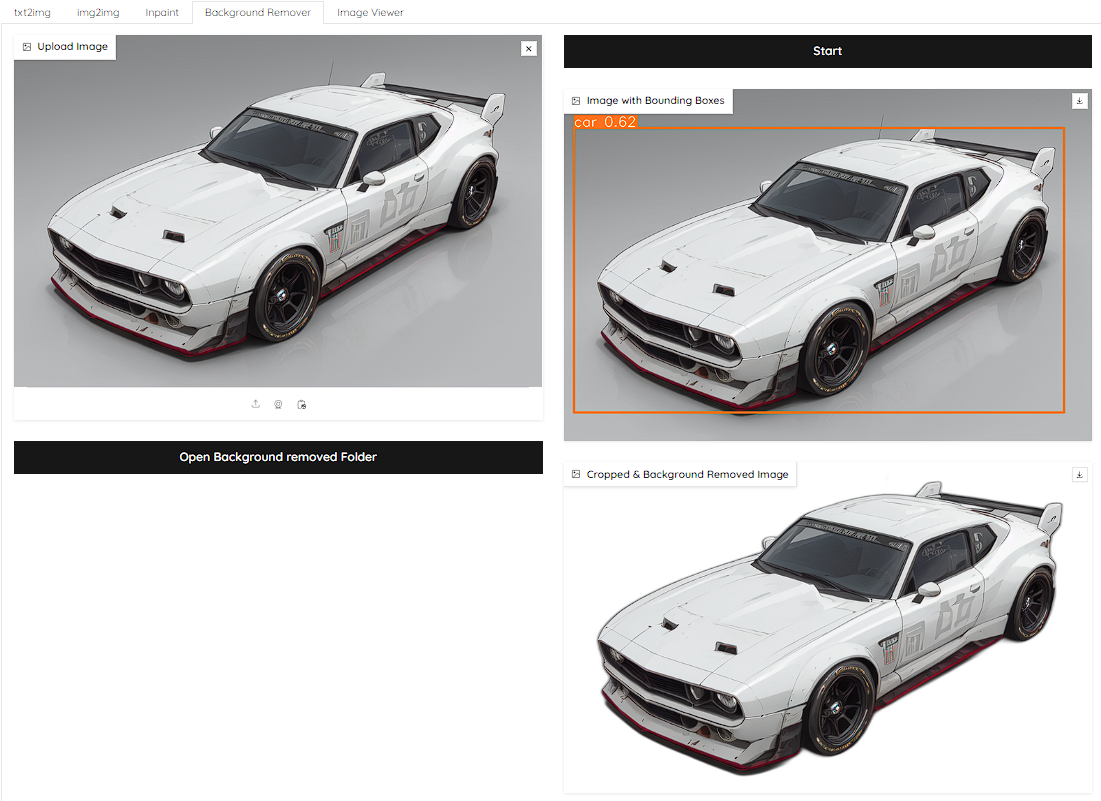 txt2img
img2img
Inpaint
Background Remover
Image Viewer
Upload Image
Start
Image with Bounding Boxes
car 0.62
Open Background removed Folder
Cropped & Background Removed Image